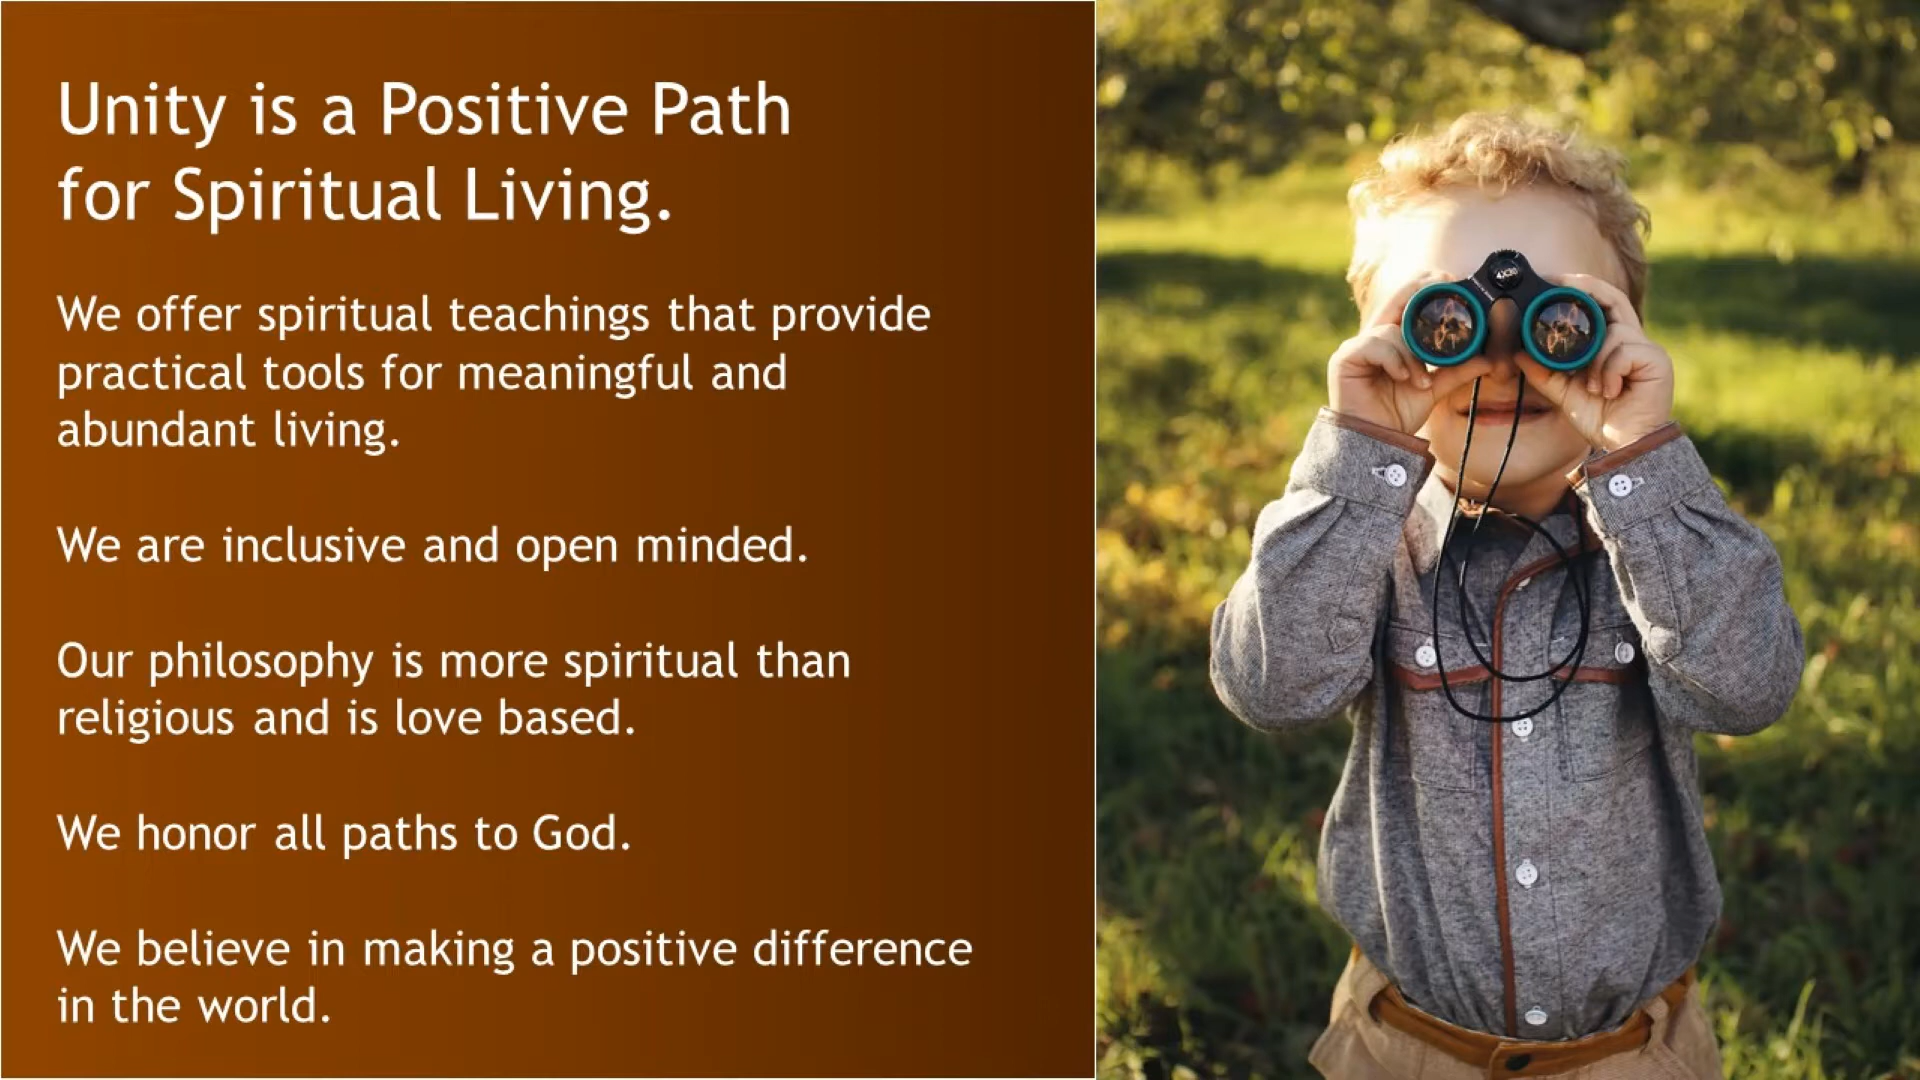 Unity is a Positive Path
for Spiritual Living.
We offer spiritual teachings that provide
practical tools for meaningful and
abundant living.
We are inclusive and open minded.
Our philosophy is more spiritual than
religious and is love based.
We honor all paths to God.
We believe in making a positive difference
in the world.
4X30